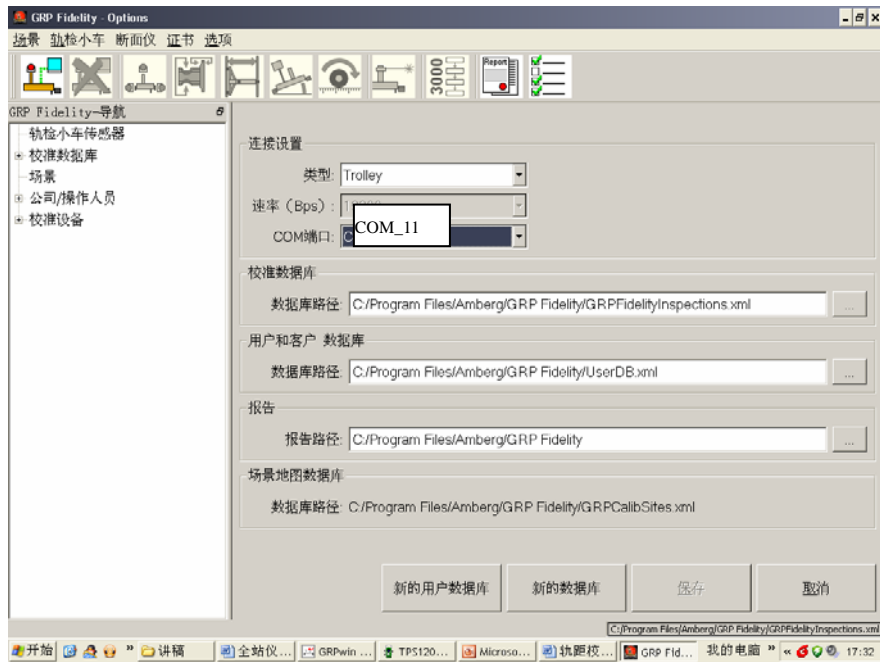 GRP Fidelity - Options
场景 轨检小车 断面仪 证书 选项
3000
Report
GRP Fidelity-导航
轨检小车传感器
校准数据库
场景
公司/操作人员
校准设备
连接设置
类型: Trolley
速率（Bps）:
COM端口: COM_11
校准数据库
数据库路径: C:/Program Files/Amberg/GRP Fidelity/GRPFidelityInspections.xml
...
用户和客户 数据库
数据库路径: C:/Program Files/Amberg/GRP Fidelity/UserDB.xml
...
报告
报告路径: C:/Program Files/Amberg/GRP Fidelity
...
场景地图数据库
数据库路径: C:/Program Files/Amberg/GRP Fidelity/GRPCalibSites.xml
新的用户数据库 新的数据库 保存 取消
C:/Program Files/Amberg/GRP Fidelity/GRPFidelityInspections.xml
开始 » 讲稿 全站仪... GRPwin ... TPS120... Microso... 轨距校... GRP Fid... 我的电脑 » « 17:32